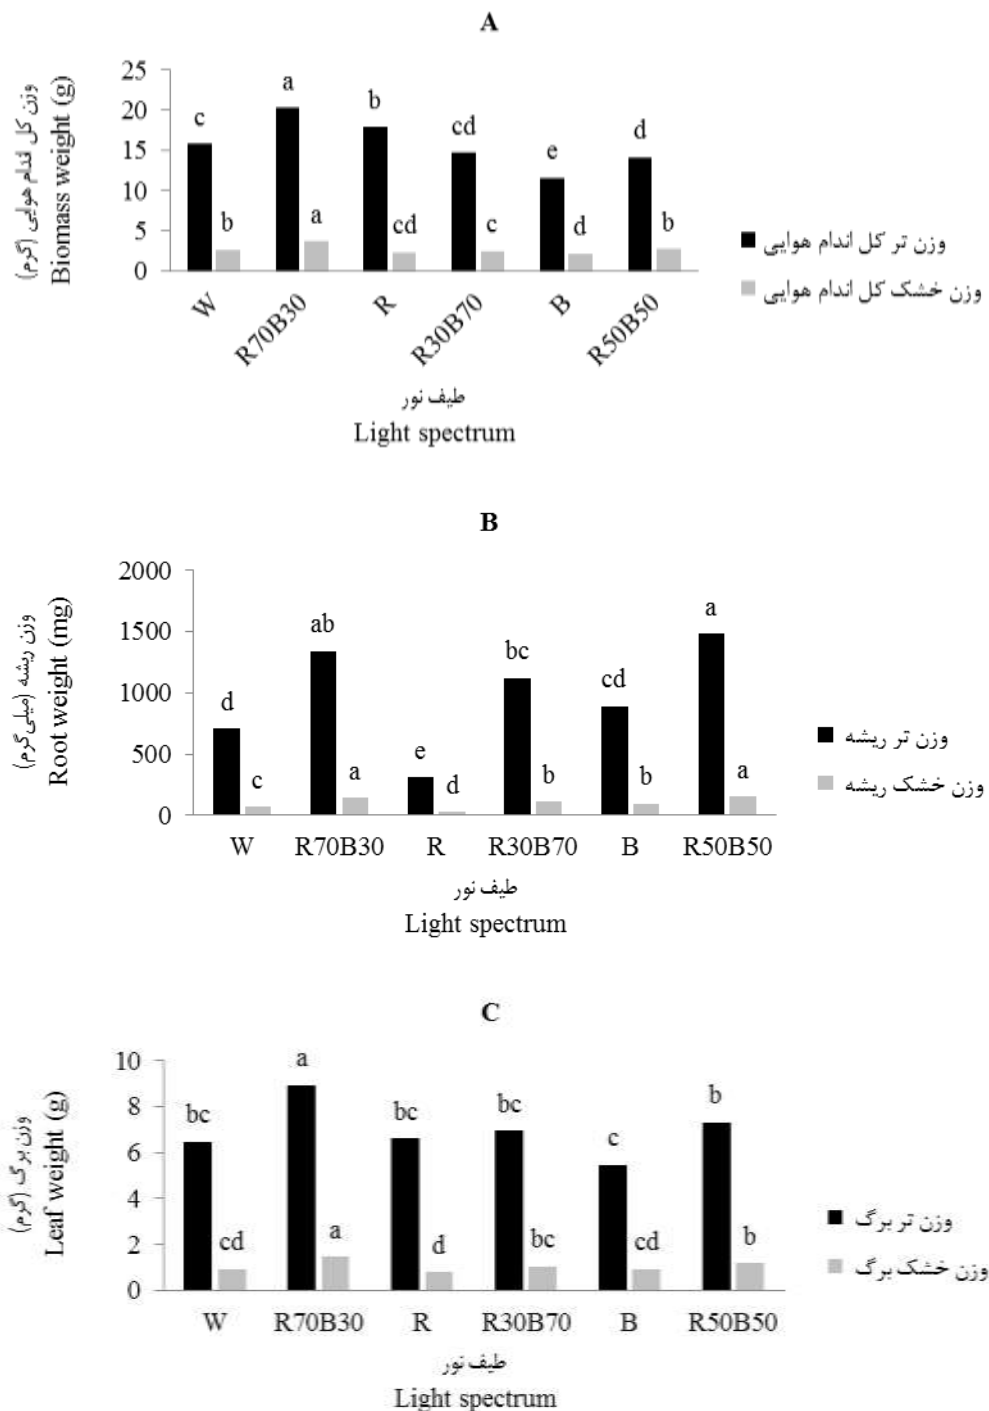 A
وزن کل اندام هوایی (گرم)
Biomass weight (g)
25
20
15
10
5
0
c
b
a
a
b
cd
cd
c
e
d
d
b
W
R70B30
R
R30B70
B
R50B50
طیف نور
Light spectrum
وزن تر کل اندام هوایی
وزن خشک کل اندام هوایی
B
وزن ریشه (میلی‌گرم)
Root weight (mg)
2000
1500
1000
500
0
d
c
ab
a
e
d
bc
b
cd
b
a
a
W
R70B30
R
R30B70
B
R50B50
طیف نور
Light spectrum
وزن تر ریشه
وزن خشک ریشه
C
وزن برگ (گرم)
Leaf weight (g)
10
8
6
4
2
0
bc
cd
a
a
bc
d
bc
bc
c
cd
b
b
W
R70B30
R
R30B70
B
R50B50
طیف نور
Light spectrum
وزن تر برگ
وزن خشک برگ